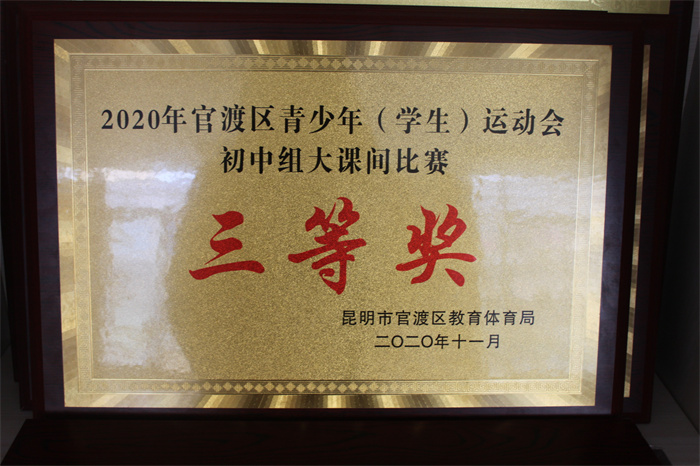 2020年官渡区青少年（学生）运动会
初中组大课间比赛
三等奖
昆明市官渡区教育体育局
二〇二〇年十一月